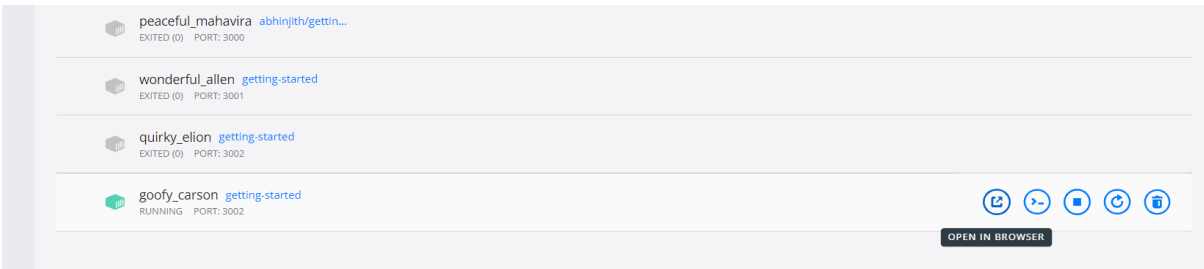 peaceful_mahavira abhinjith/gettin...
EXITED (0) PORT: 3000
wonderful_allen getting-started
EXITED (0) PORT: 3001
quirky_elion getting-started
EXITED (0) PORT: 3002
goofy_carson getting-started
RUNNING PORT: 3002
OPEN IN BROWSER